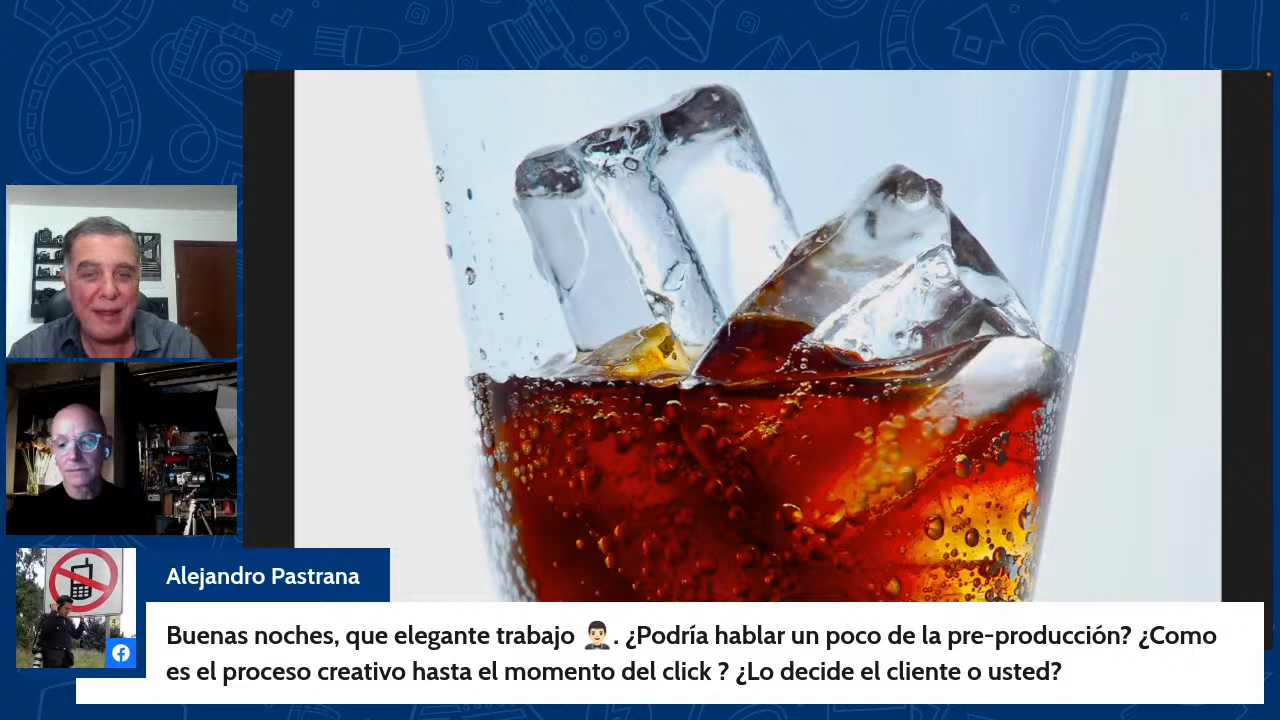 Alejandro Pastrana
Buenas noches, que elegante trabajo 🤵🏻. ¿Podría hablar un poco de la pre-producción? ¿Como
es el proceso creativo hasta el momento del click ? ¿Lo decide el cliente o usted?